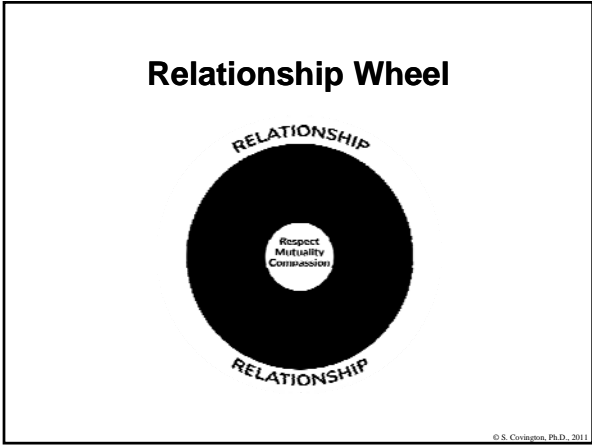 Relationship Wheel
RELATIONSHIP
Respect
Mutuality
Compassion
RELATIONSHIP
© S. Covington, Ph.D., 2011